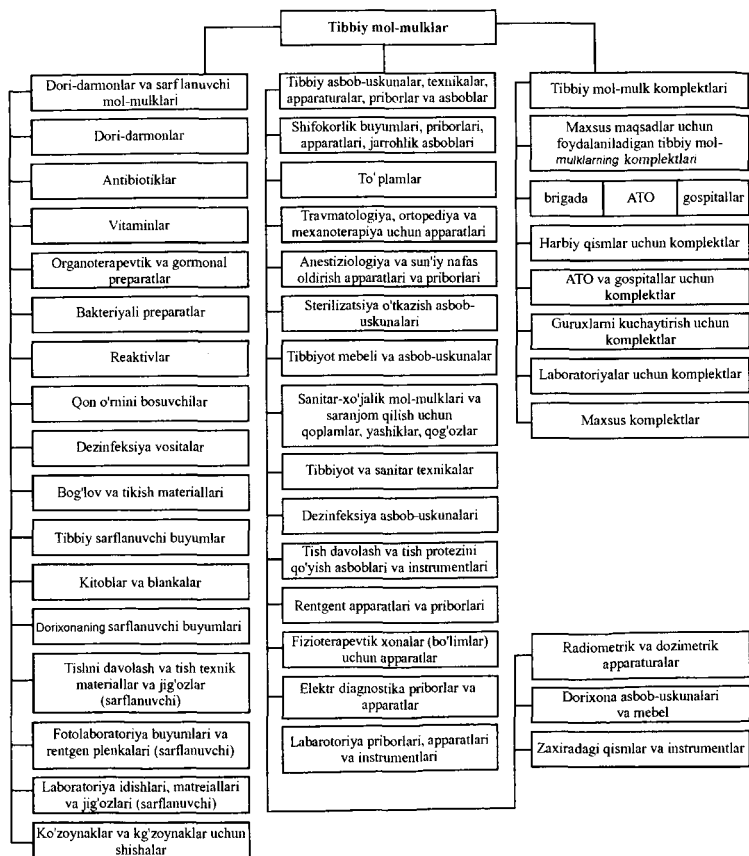 Tibbiy mol-mulklar
Dori-darmonlar va sarflanuvchi
mol-mulklari
Dori-darmonlar
Antibiotiklar
Vitaminlar
Organoterapevtik va gormonal
preparatlar
Bakteriyali preparatlar
Reaktivlar
Qon o'rnini bosuvchilar
Dezinfeksiya vositalar
Bog'lov va tikish materiallari
Tibbiy sarflanuvchi buyumlar
Kitoblar va blankalar
Dorixonaning sarflanuvchi buyumlari
Tishni davolash va tish texnik
materiallar va jig'ozlar
(sarflanuvchi)
Fotolaboratoriya buyumlari va
rentgen plenkalari (sarflanuvchi)
Laboratoriya idishlari, matreiallari
va jig'ozlari (sarflanuvchi)
Ko'zoynaklar va kg'zoynaklar uchun
shishalar
Tibbiy asbob-uskunalar, texnikalar,
apparaturalar, priborlar va asboblar
Shifokorlik buyumlari, priborlari,
apparatlari, jarrohlik asboblari
To'plamlar
Travmatologiya, ortopediya va
mexanoterapiya uchun apparatlari
Anestiziologiya va sun'iy nafas
oldirish apparatlari va priborlari
Sterilizatsiya o'tkazish asbob-
uskunalari
Tibbiyot mebeli va asbob-uskunalar
Sanitar-xo'jalik mol-mulklari va
saranjom qilish uchun
qoplamlar, yashiklar, qog'ozlar
Tibbiyot va sanitar texnikalar
Dezinfeksiya asbob-uskunalari
Tish davolash va tish protezini
qo'yish asboblari va instrumentlari
Rentgent apparatlari va priborlari
Fizioterapevtik xonalar (bo'limlar)
uchun apparatlar
Elektr diagnostika priborlar va
apparatlar
Labarotoriya priborlari, apparatlari
va instrumentlari
Tibbiy mol-mulk komplektlari
Maxsus maqsadlar uchun
foydalaniladigan tibbiy mol-
mulklarning komplektlari
brigada ATO gospitallar
Harbiy qismlar uchun komplektlar
ATO va gospitallar uchun
komplektlar
Guruxlarni kuchaytirish uchun
komplektlar
Laboratoriyalar uchun komplektlar
Maxsus komplektlar
Radiometrik va dozimetrik
apparaturalar
Dorixona asbob-uskunalari
va mebel
Zaxiradagi qismlar va instrumentlar